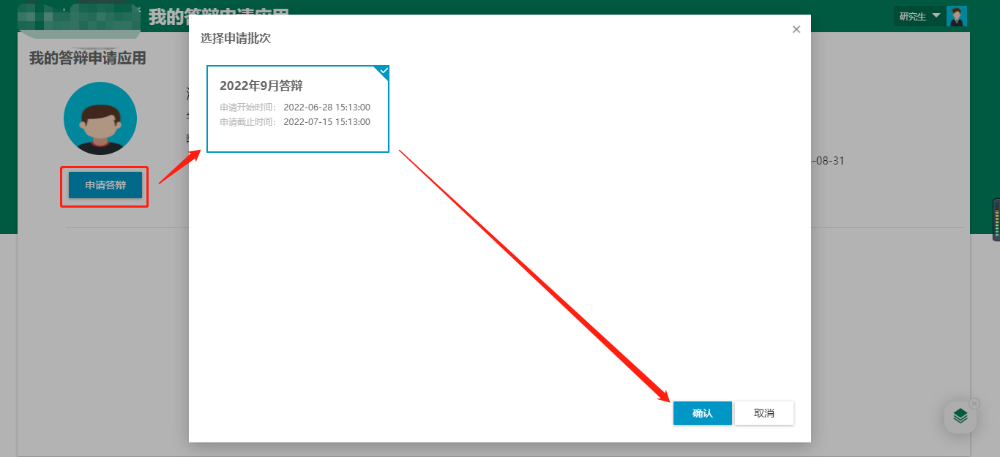 我的答辩申请应用
研究生
我的答辩申请应用
选择申请批次
2022年9月答辩
申请开始时间： 2022-06-28 15:13:00
申请截止时间： 2022-07-15 15:13:00
-08-31
申请答辩
确认
取消